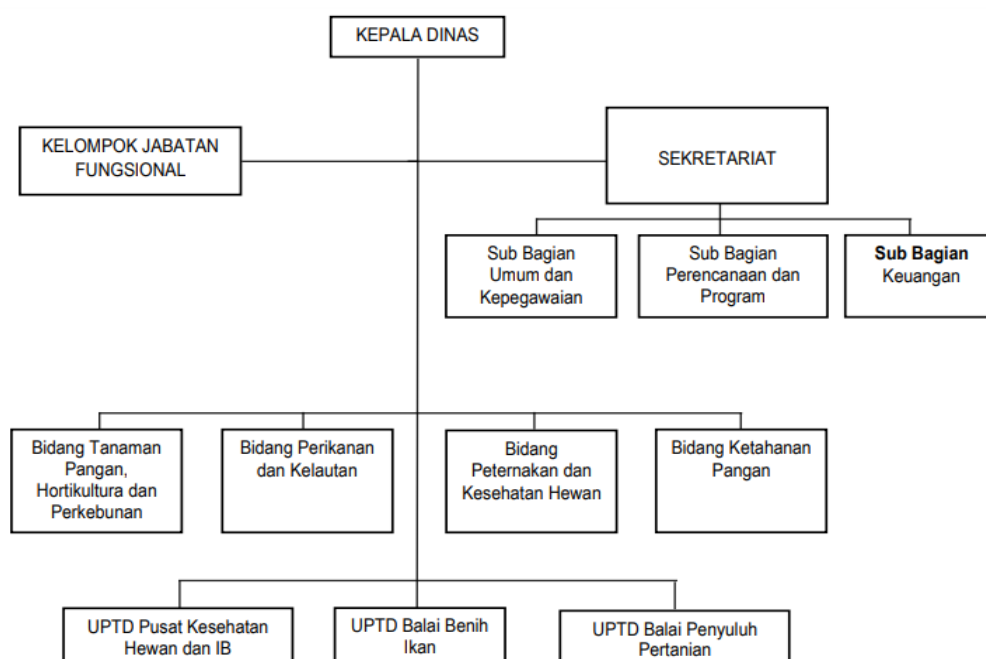 KEPALA DINAS
KELOMPOK JABATAN
FUNGSIONAL
SEKRETARIAT
Sub Bagian
Umum dan
Kepegawaian
Sub Bagian
Perencanaan dan
Program
Sub Bagian
Keuangan
Bidang Tanaman
Pangan,
Hortikultura dan
Perkebunan
Bidang Perikanan
dan Kelautan
Bidang
Peternakan dan
Kesehatan Hewan
Bidang Ketahanan
Pangan
UPTD Pusat Kesehatan
Hewan dan IB
UPTD Balai Benih
Ikan
UPTD Balai Penyuluh
Pertanian